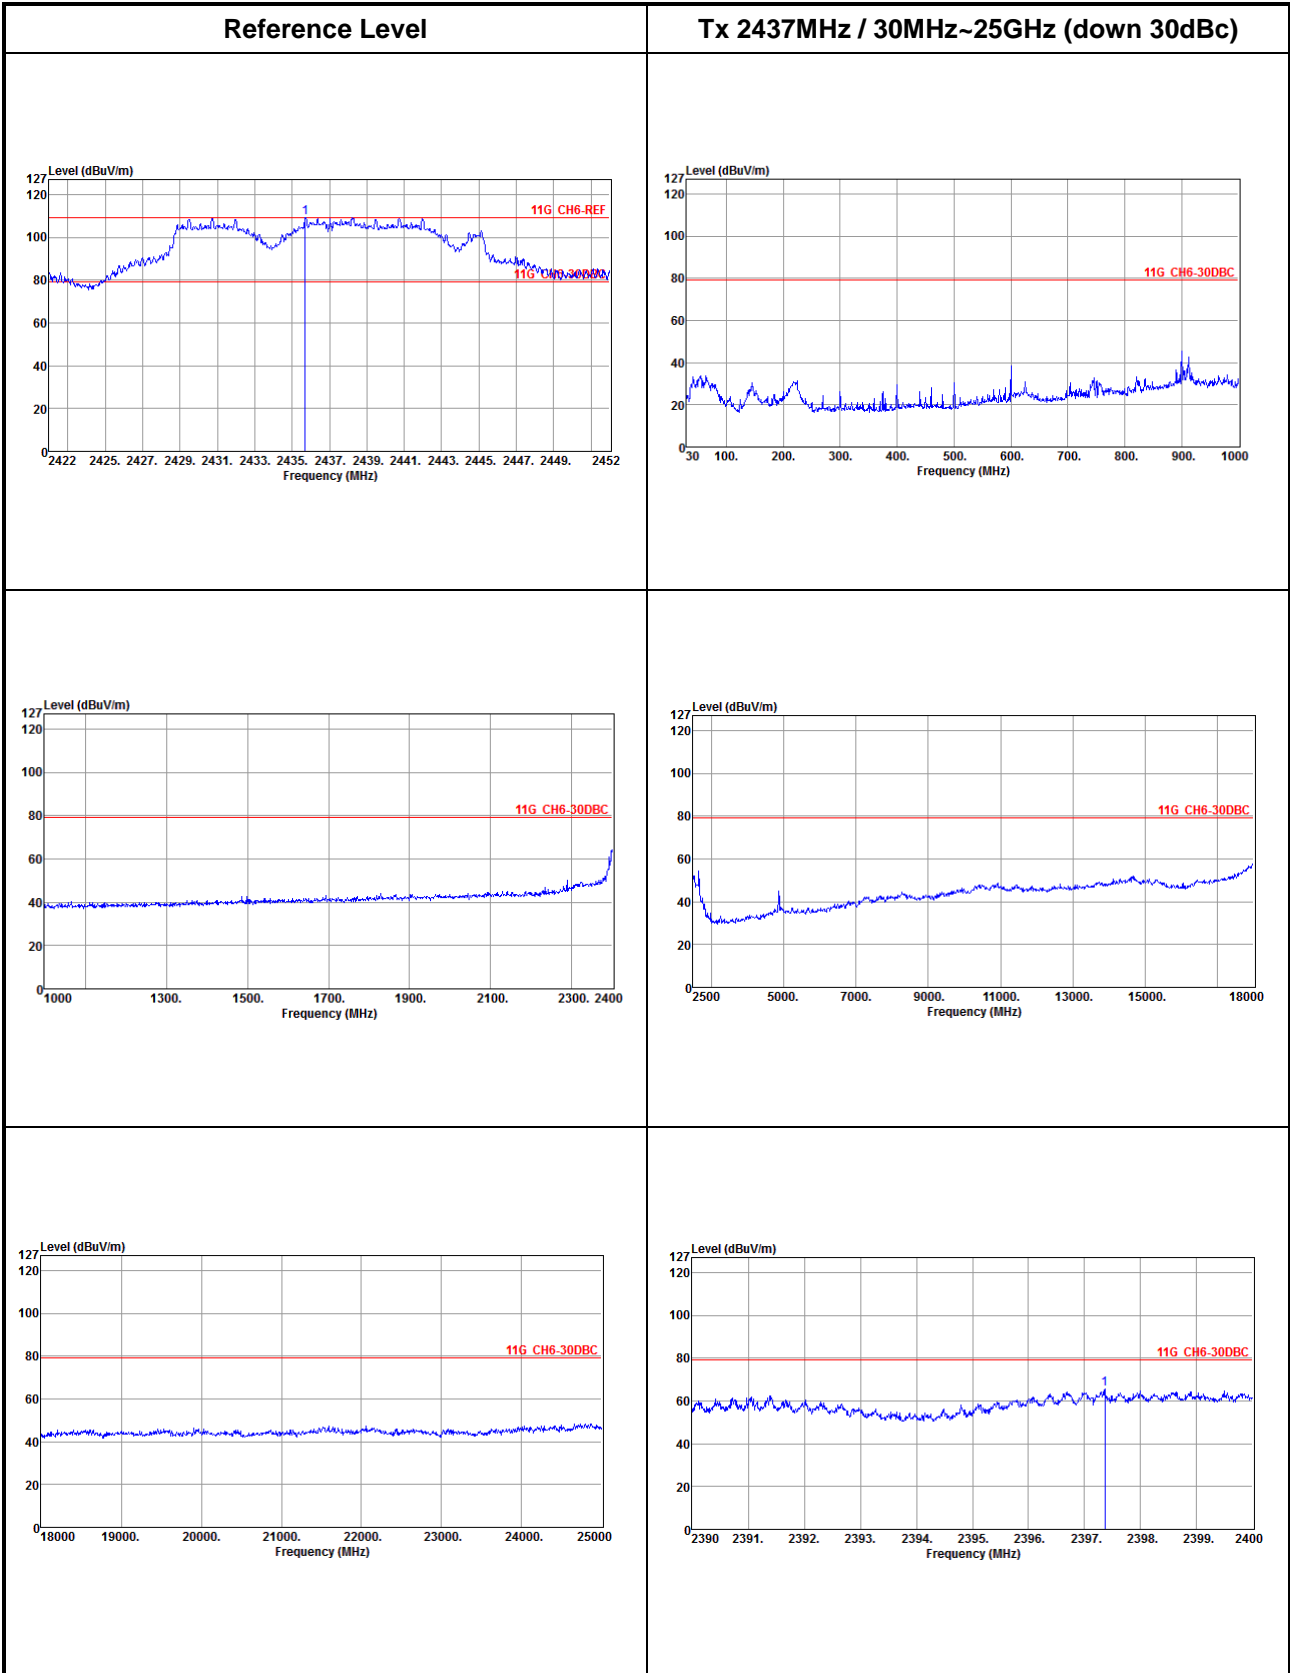 Reference Level
Tx 2437MHz / 30MHz~25GHz (down 30dBc)
Level (dBuV/m)
127
120
100
80
60
40
20
0
1
11G CH6-REF
11G CH6-30DBC
2422 2425. 2427. 2429. 2431. 2433. 2435. 2437. 2439. 2441. 2443. 2445. 2447. 2449. 2452
Frequency (MHz)
Level (dBuV/m)
127
120
100
80
60
40
20
0
11G CH6-30DBC
30 100. 200. 300. 400. 500. 600. 700. 800. 900. 1000
Frequency (MHz)
Level (dBuV/m)
127
120
100
80
60
40
20
0
11G CH6-30DBC
1000 1300. 1500. 1700. 1900. 2100. 2300. 2400
Frequency (MHz)
Level (dBuV/m)
127
120
100
80
60
40
20
0
11G CH6-30DBC
2500 5000. 7000. 9000. 11000. 13000. 15000. 18000
Frequency (MHz)
Level (dBuV/m)
127
120
100
80
60
40
20
0
11G CH6-30DBC
18000 19000. 20000. 21000. 22000. 23000. 24000. 25000
Frequency (MHz)
Level (dBuV/m)
127
120
100
80
60
40
20
0
11G CH6-30DBC
1
2390 2391. 2392. 2393. 2394. 2395. 2396. 2397. 2398. 2399. 2400
Frequency (MHz)